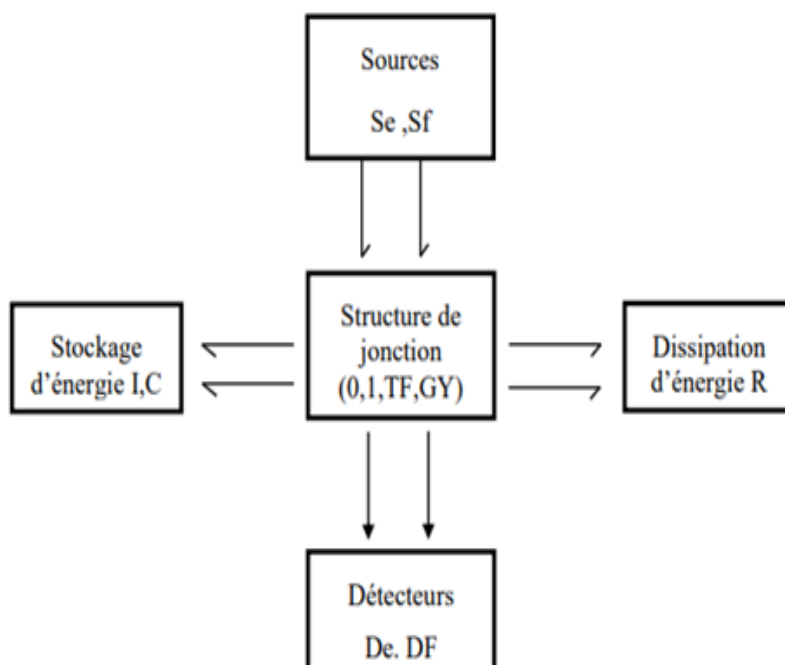 Sources
Se ,Sf
Stockage
d'énergie I,C
Structure de
jonction
(0,1,TF,GY)
Dissipation
d'énergie R
Détecteurs
De. DF